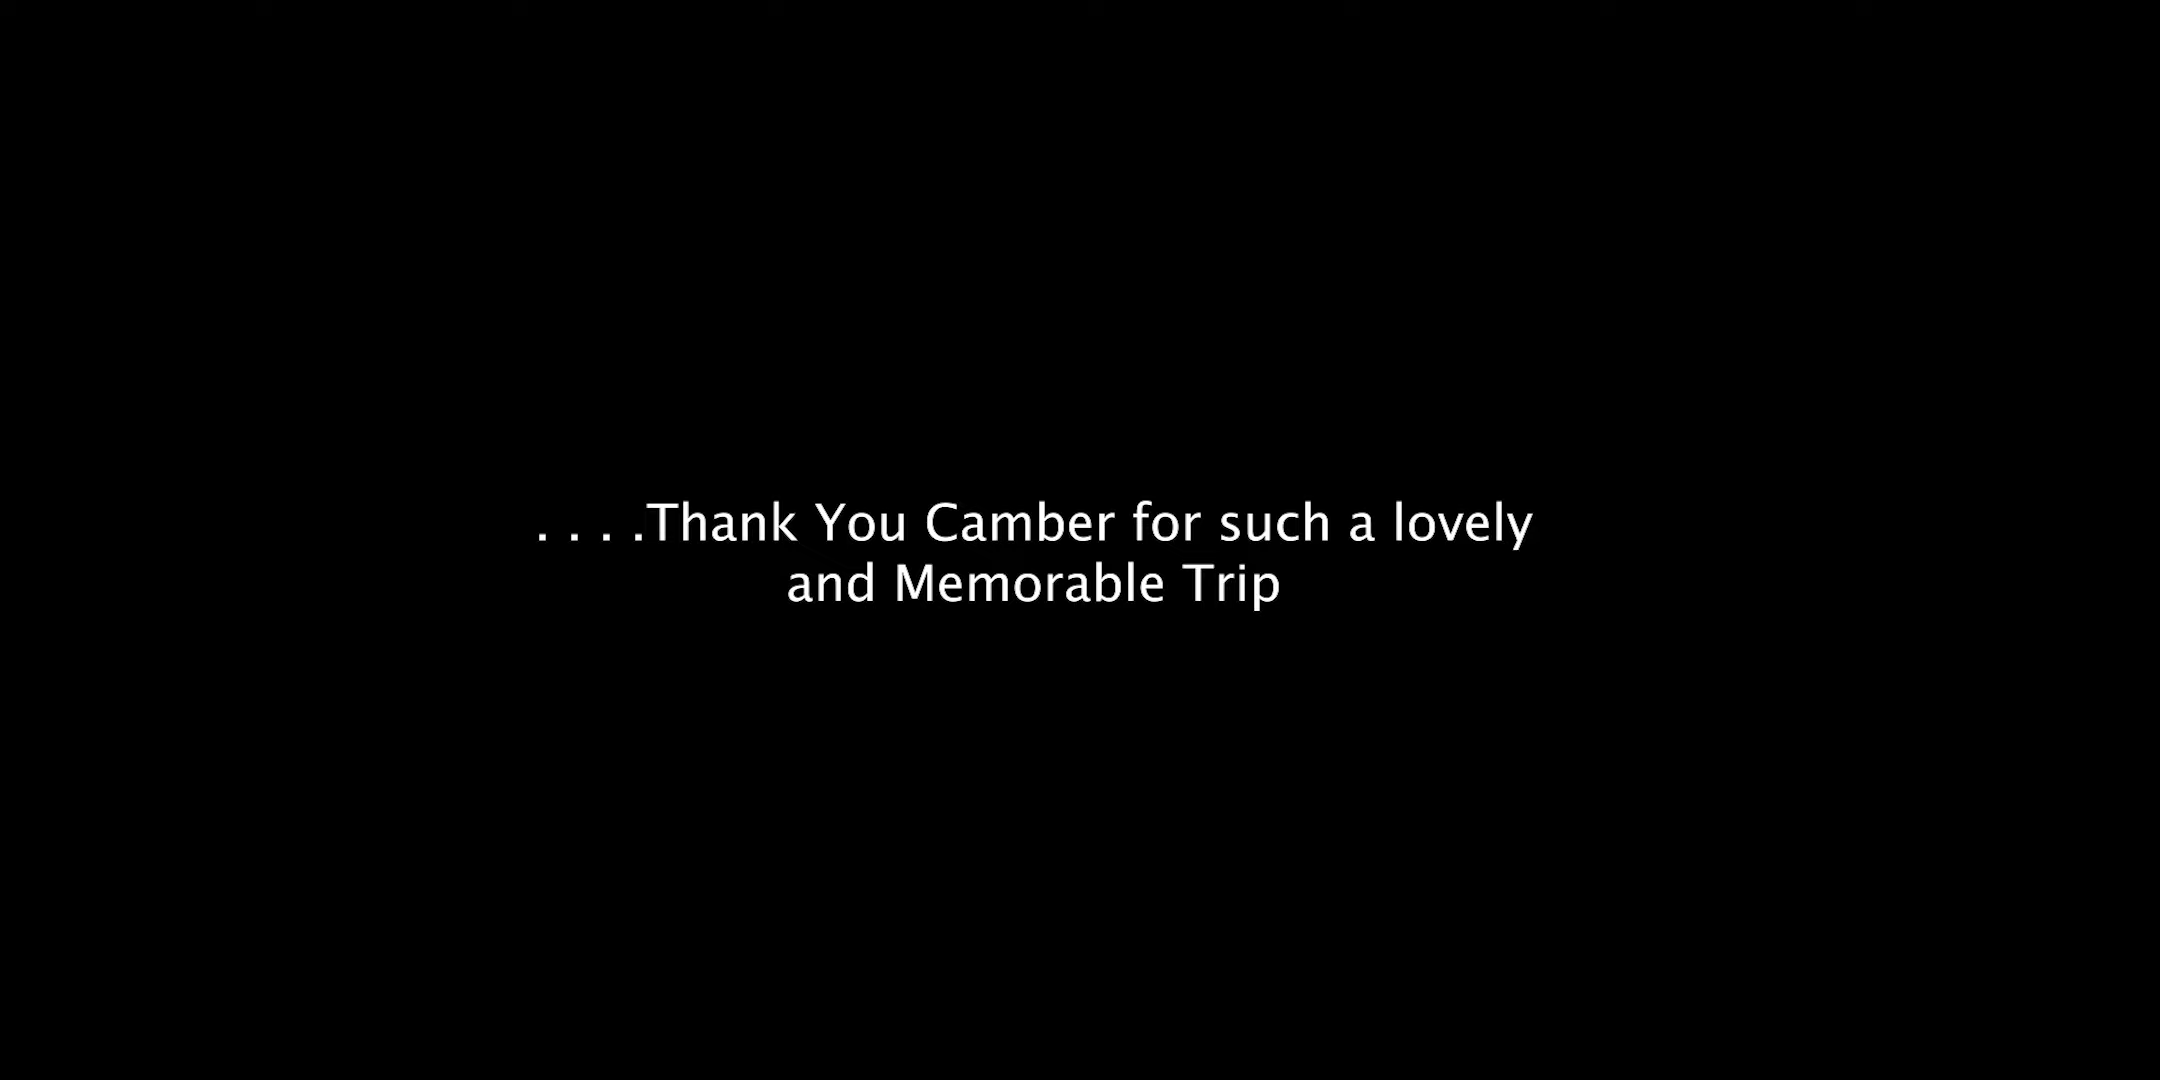 . . . .Thank You Camber for such a lovely
and Memorable Trip